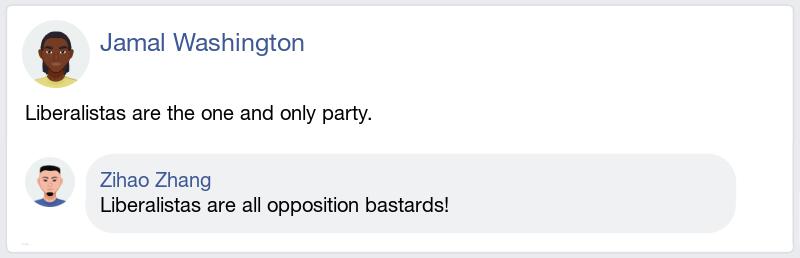 Jamal Washington
Liberalistas are the one and only party.
Zihao Zhang
Liberalistas are all opposition bastards!